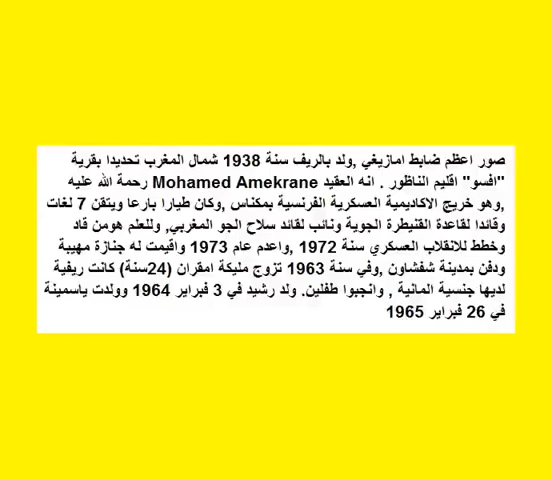 صور اعظم ضابط امازيغي ,ولد بالريف سنة 1938 شمال المغرب تحديدا بقرية
"افسو" اقليم الناظور . انه العقيد Mohamed Amekrane رحمة الله عليه
,وهو خريج الاكاديمية العسكرية الفرنسية بمكناس ,وكان طيارا بارعا ويتقن 7 لغات
وقائدا لقاعدة القنيطرة الجوية ونائب لقائد سلاح الجو المغربي, وللعلم هومن قاد
وخطط للانقلاب العسكري سنة 1972 ,واعدم عام 1973 واقيمت له جنازة مهيبة
ودفن بمدينة شفشاون ,وفي سنة 1963 تزوج مليكة امقران (24سنة) كانت ريفية
لديها جنسية المانية , وانجبوا طفلين. ولد رشيد في 3 فبراير 1964 وولدت ياسمينة
في 26 فبراير 1965